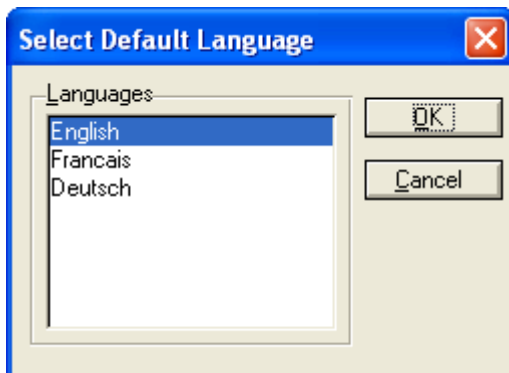 Select Default Language
Languages
English
Francais
Deutsch
OK
Cancel